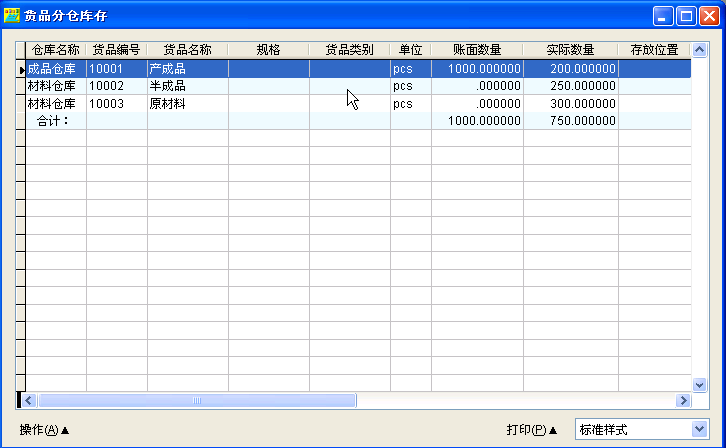 货品分仓库存
仓库名称 货品编号 货品名称 规格 货品类别 单位 账面数量 实际数量 存放位置
成品仓库 10001 产成品 pcs 1000.000000 200.000000
材料仓库 10002 半成品 pcs .000000 250.000000
材料仓库 10003 原材料 pcs .000000 300.000000
合计： 1000.000000 750.000000
操作(A)▲ 打印(P)▲ 标准样式